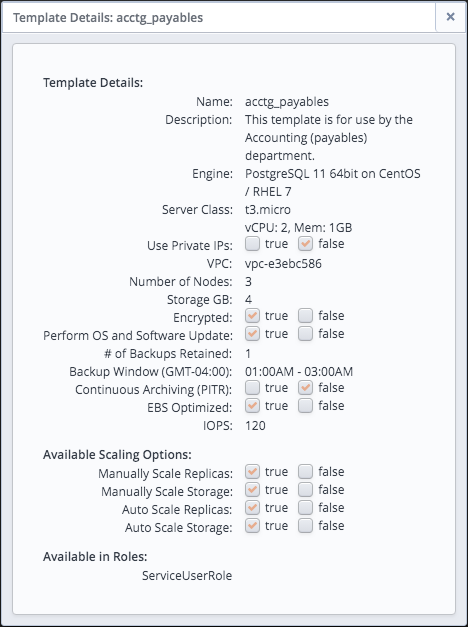 Template Details: acctg_payables ×
Template Details:
Name: acctg_payables
Description: This template is for use by the
Accounting (payables)
department.
Engine: PostgreSQL 11 64bit on CentOS
/ RHEL 7
Server Class: t3.micro
vCPU: 2, Mem: 1GB
Use Private IPs: true false
VPC: vpc-e3ebc586
Number of Nodes: 3
Storage GB: 4
Encrypted: true false
Perform OS and Software Update: true false
# of Backups Retained: 1
Backup Window (GMT-04:00): 01:00AM - 03:00AM
Continuous Archiving (PITR): true false
EBS Optimized: true false
IOPS: 120
Available Scaling Options:
Manually Scale Replicas: true false
Manually Scale Storage: true false
Auto Scale Replicas: true false
Auto Scale Storage: true false
Available in Roles:
ServiceUserRole